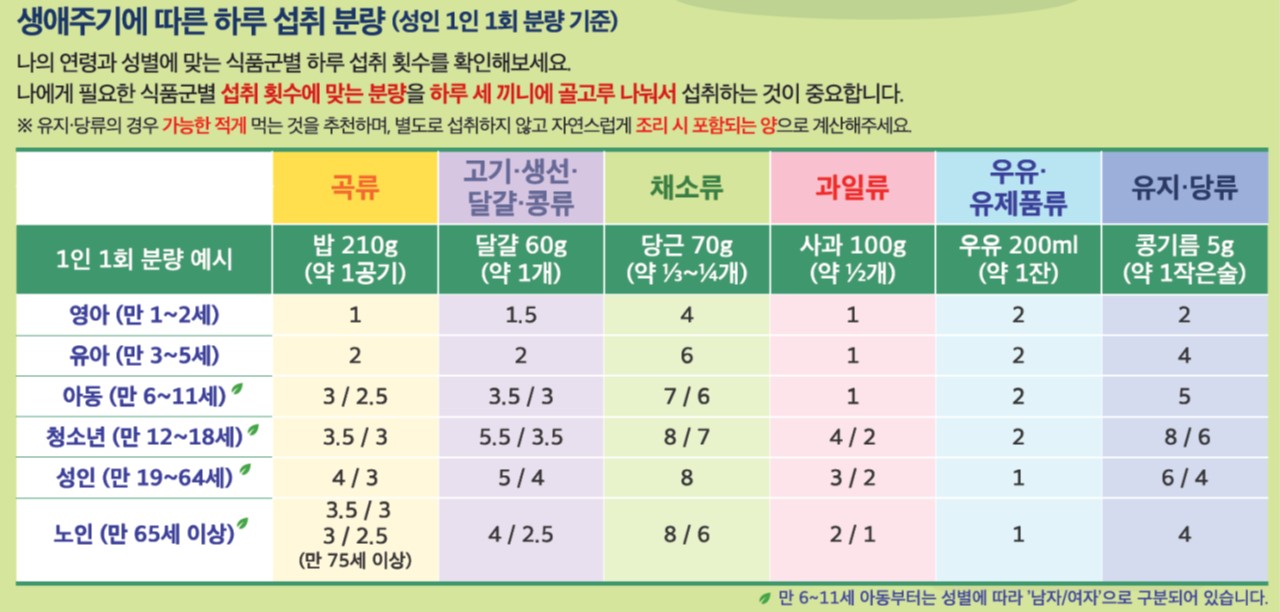 생애주기에 따른 하루 섭취 분량 (성인 1인 1회 분량 기준)
나의 연령과 성별에 맞는 식품군별 하루 섭취 횟수를 확인해보세요.
나에게 필요한 식품군별 섭취 횟수에 맞는 분량을 하루 세 끼니에 골고루 나눠서 섭취하는 것이 중요합니다.
※ 유지·당류의 경우 가능한 적게 먹는 것을 추천하며, 별도로 섭취하지 않고 자연스럽게 조리 시 포함되는 양으로 계산해주세요.
곡류 고기·생선· 채소류 과일류 우유· 유지·당류
달걀·콩류 유제품류
1인 1회 분량 예시 밥 210g 달걀 60g 당근 70g 사과 100g 우유 200ml 콩기름 5g
(약 1공기) (약 1개) (약 ⅓~¼개) (약 ½개) (약 1잔) (약 1작은술)
영아 (만 1~2세) 1 1.5 4 1 2 2
유아 (만 3~5세) 2 2 6 1 2 4
아동 (만 6~11세) 3 / 2.5 3.5 / 3 7 / 6 1 2 5
청소년 (만 12~18세) 3.5 / 3 5.5 / 3.5 8 / 7 4 / 2 2 8 / 6
성인 (만 19~64세) 4 / 3 5 / 4 8 3 / 2 1 6 / 4
3.5 / 3
노인 (만 65세 이상) 3 / 2.5 4 / 2.5 8 / 6 2 / 1 1 4
(만 75세 이상)
만 6~11세 아동부터는 성별에 따라 '남자/여자'으로 구분되어 있습니다.